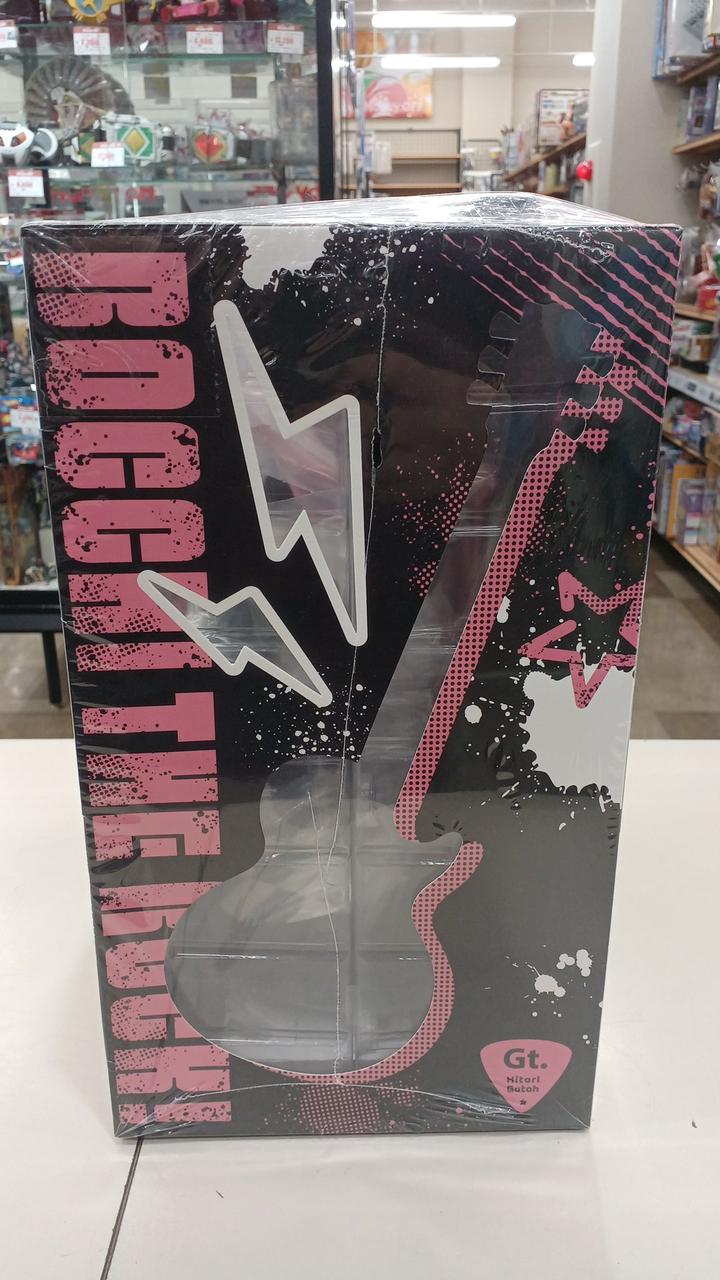 BOCCHI THE ROCK!
Gt.
Hitori
Gotoh